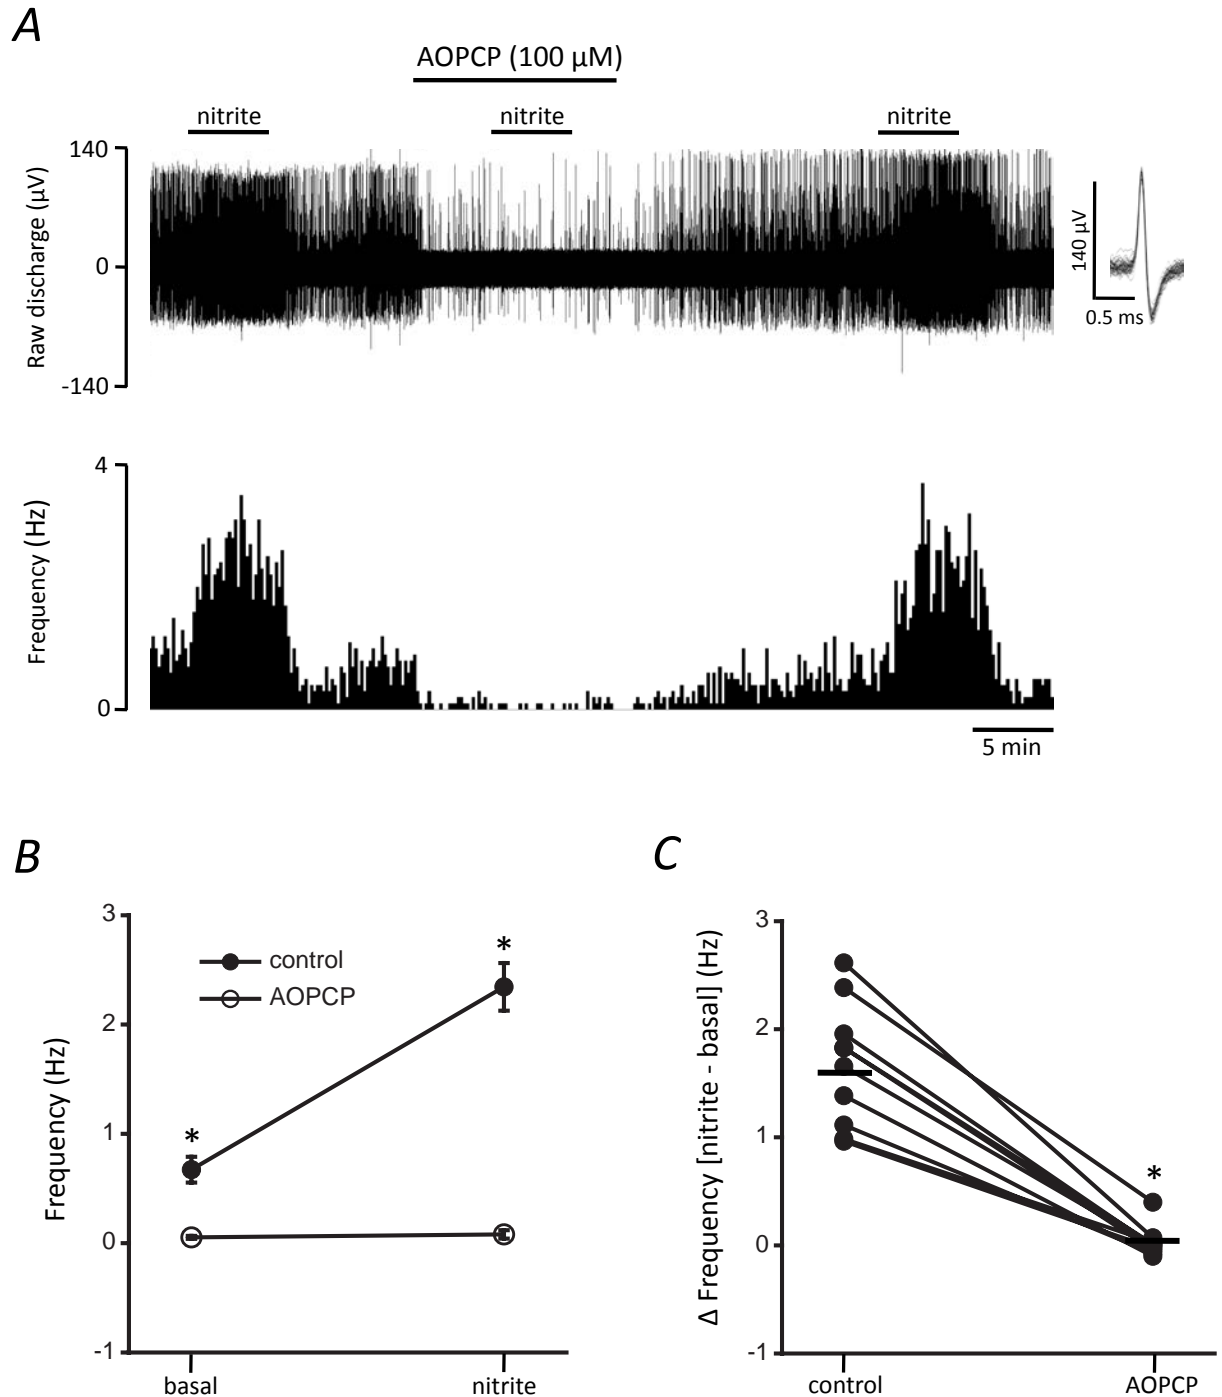 A
AOPCP (100 µM)
nitrite nitrite nitrite
140
0
-140
Raw discharge (µV)
140 µV
0.5 ms
4
0
Frequency (Hz)
5 min
B
3
2
1
0
-1
Frequency (Hz)
control
AOPCP
*
*
basal nitrite
C
3
2
1
0
-1
Δ Frequency [nitrite - basal] (Hz)
*
control AOPCP